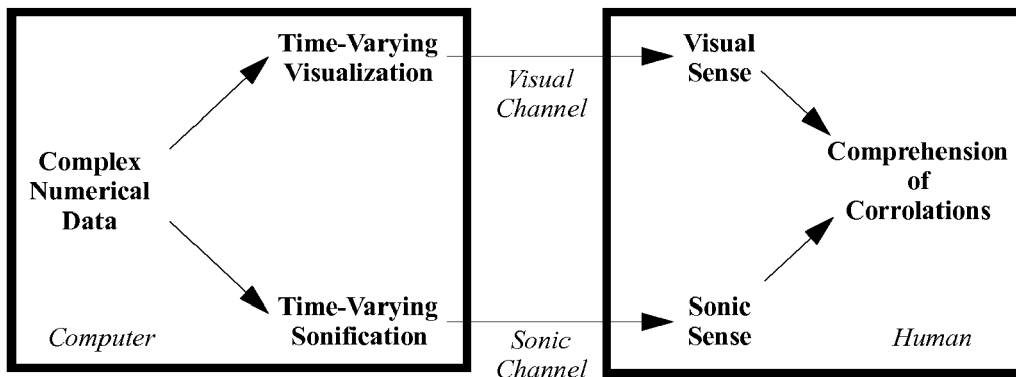 Time-Varying
Visualization
Visual
Channel
Visual
Sense
Complex
Numerical
Data
Comprehension
of
Corrolations
Time-Varying
Sonification
Computer
Sonic
Channel
Sonic
Sense
Human